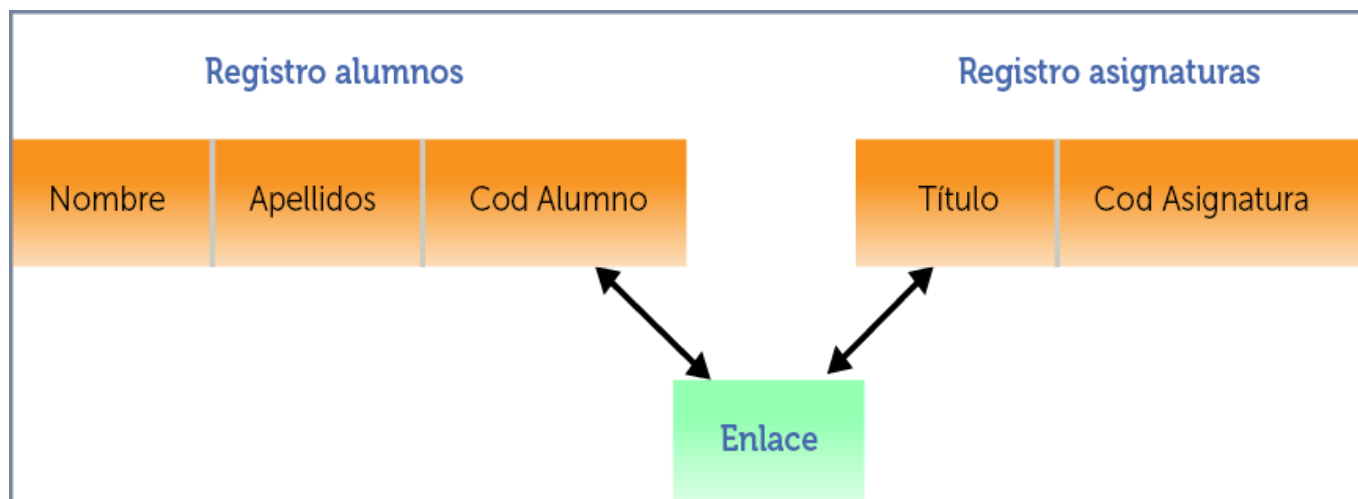 Registro alumnos
Registro asignaturas
Nombre Apellidos Cod Alumno
Título Cod Asignatura
Enlace